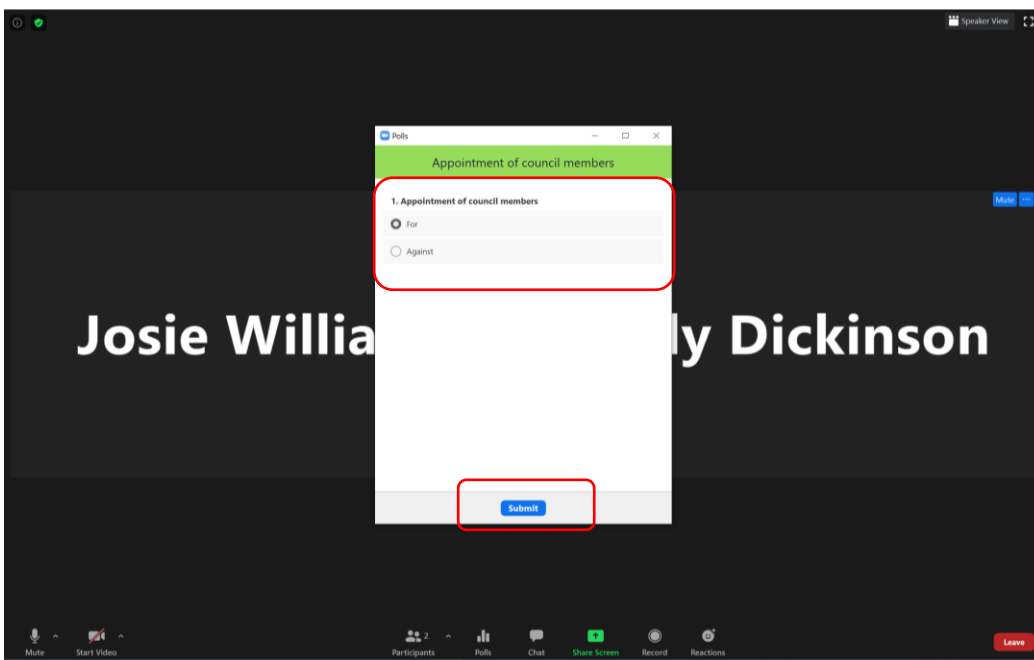 Speaker View
Polls
Appointment of council members
1. Appointment of council members
For
Against
Mute
Josie Willia
ly Dickinson
Submit
2
Mute
Start Video
Participants
Polls
Chat
Share Screen
Record
Reactions
Leave